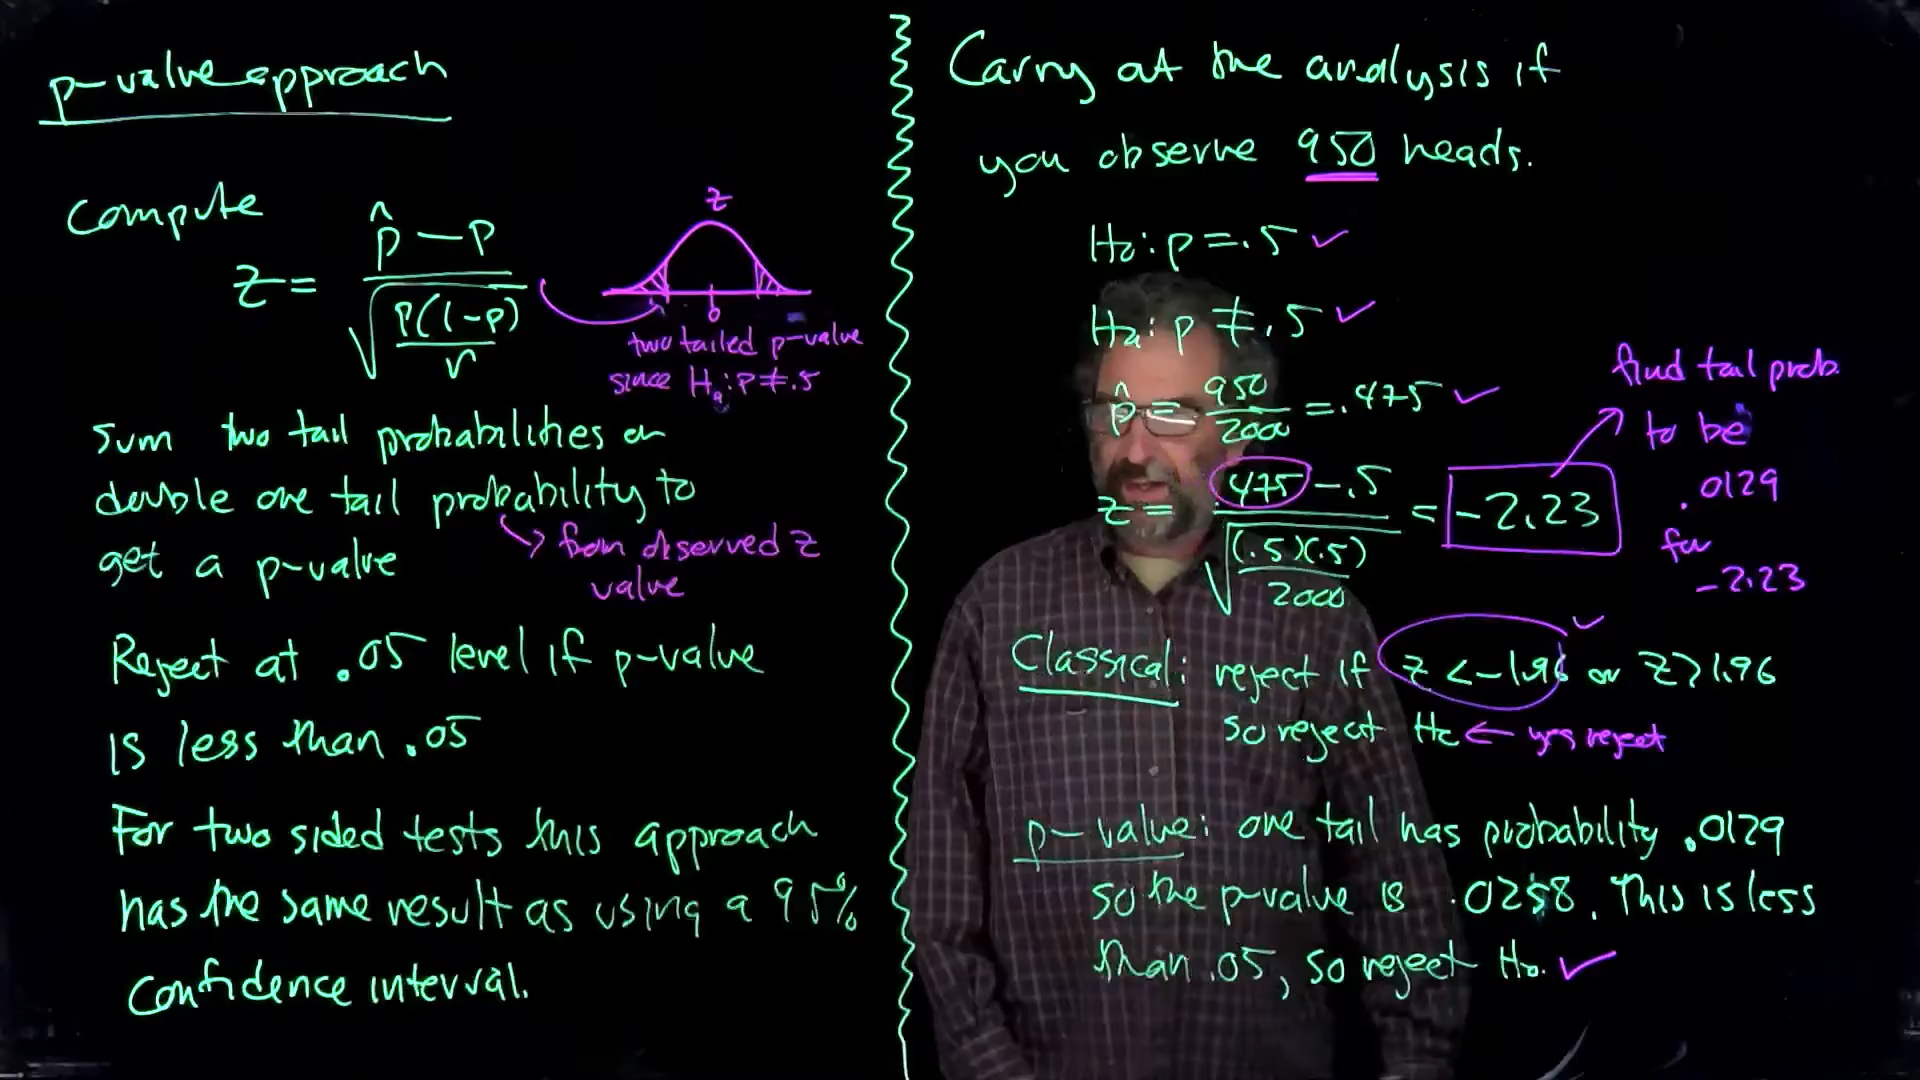 p-value approach
compute
z = p̂ - p / √(p(1-p)/n)
z
0
two tailed p-value
since Ha: p ≠ .5
Sum two tail probabilities or
double one tail probability to
get a p-value
from observed z
value
Reject at .05 level if p-value
is less than .05
For two sided tests this approach
has the same result as using a 95%
confidence interval.
Carry at the analysis if
you observe 950 heads.
Ho: p = .5 ✓
Ha: p ≠ .5 ✓
p̂ = 950/2000 = .475 ✓
z = .475 - .5 / √((.5)(.5)/2000) = -2.23
find tail prob.
to be
.0129
for
-2.23
Classical: reject if z < -1.96 or z > 1.96 ✓
so reject Ho ← yes reject
p-value: one tail has probability .0129
so the p-value is .0258. This is less
than .05, so reject Ho. ✓